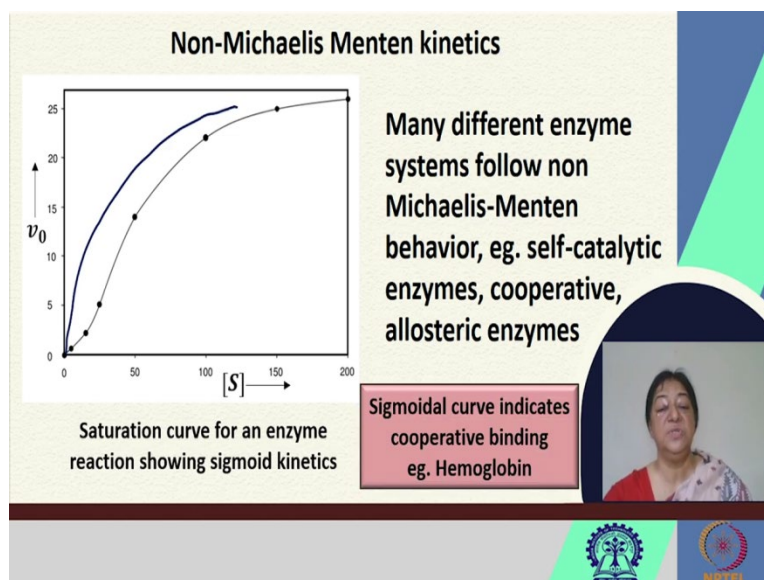 Non-Michaelis Menten kinetics
25
20
15
10
5
0
v₀
0
50
100
150
200
[S]
Saturation curve for an enzyme
reaction showing sigmoid kinetics
Many different enzyme
systems follow non
Michaelis-Menten
behavior, eg. self-catalytic
enzymes, cooperative,
allosteric enzymes
Sigmoidal curve indicates
cooperative binding
eg. Hemoglobin
NPTEL